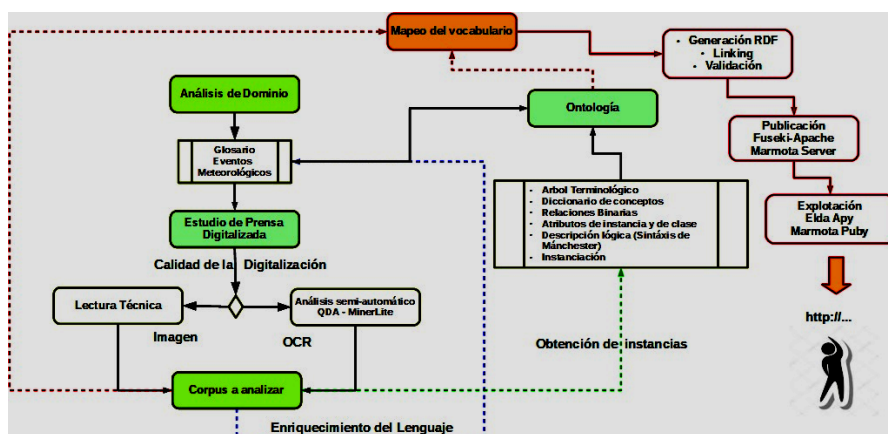 Mapeo del vocabulario
- Generación RDF
- Linking
- Validación
Análisis de Dominio
Ontología
Glosario
Eventos
Meteorológicos
Publicación
Fuseki-Apache
Marmota Server
- Arbol Terminológico
- Diccionario de conceptos
- Relaciones Binarias
- Atributos de instancia y de clase
- Descripción lógica (Sintáxis de
Mánchester)
- Instanciación
Explotación
Elda Apy
Marmota Puby
Estudio de Prensa
Digitalizada
Calidad de la Digitalización
Lectura Técnica
Análisis semi-automático
QDA - MinerLite
Imagen
OCR
Obtención de instancias
http://...
Corpus a analizar
Enriquecimiento del Lenguaje